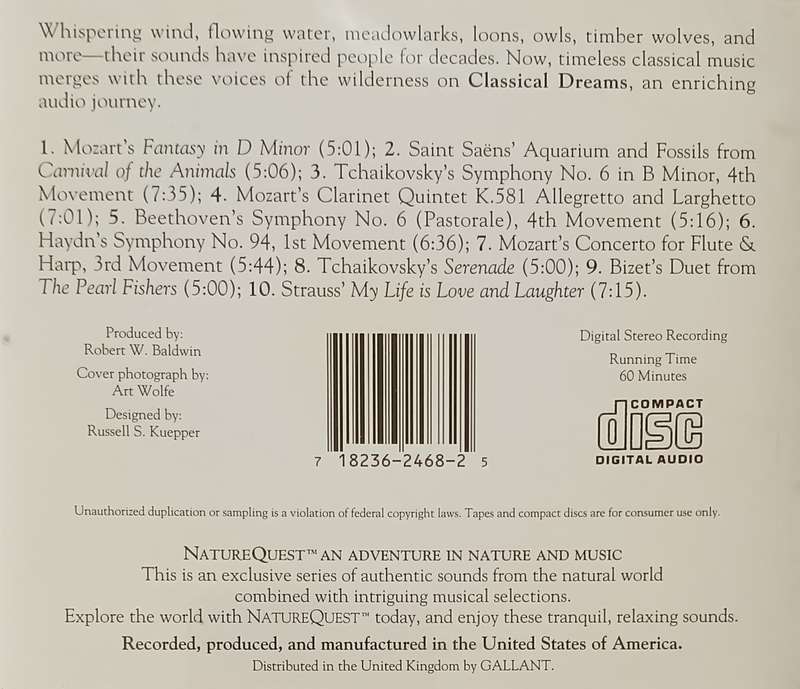 Whispering wind, flowing water, meadowlarks, loons, owls, timber wolves, and
more—their sounds have inspired people for decades. Now, timeless classical music
merges with these voices of the wilderness on Classical Dreams, an enriching
audio journey.
1. Mozart's Fantasy in D Minor (5:01); 2. Saint Saëns' Aquarium and Fossils from
Carnival of the Animals (5:06); 3. Tchaikovsky's Symphony No. 6 in B Minor, 4th
Movement (7:35); 4. Mozart's Clarinet Quintet K.581 Allegretto and Larghetto
(7:01); 5. Beethoven's Symphony No. 6 (Pastorale), 4th Movement (5:16); 6.
Haydn's Symphony No. 94, 1st Movement (6:36); 7. Mozart's Concerto for Flute &
Harp, 3rd Movement (5:44); 8. Tchaikovsky's Serenade (5:00); 9. Bizet's Duet from
The Pearl Fishers (5:00); 10. Strauss' My Life is Love and Laughter (7:15).
Produced by:
Robert W. Baldwin
Cover photograph by:
Art Wolfe
Designed by:
Russell S. Kuepper
7 18236-2468-2 5
Digital Stereo Recording
Running Time
60 Minutes
COMPACT
disc
DIGITAL AUDIO
Unauthorized duplication or sampling is a violation of federal copyright laws. Tapes and compact discs are for consumer use only.
NATUREQUEST™ AN ADVENTURE IN NATURE AND MUSIC
This is an exclusive series of authentic sounds from the natural world
combined with intriguing musical selections.
Explore the world with NATUREQUEST™ today, and enjoy these tranquil, relaxing sounds.
Recorded, produced, and manufactured in the United States of America.
Distributed in the United Kingdom by GALLANT.